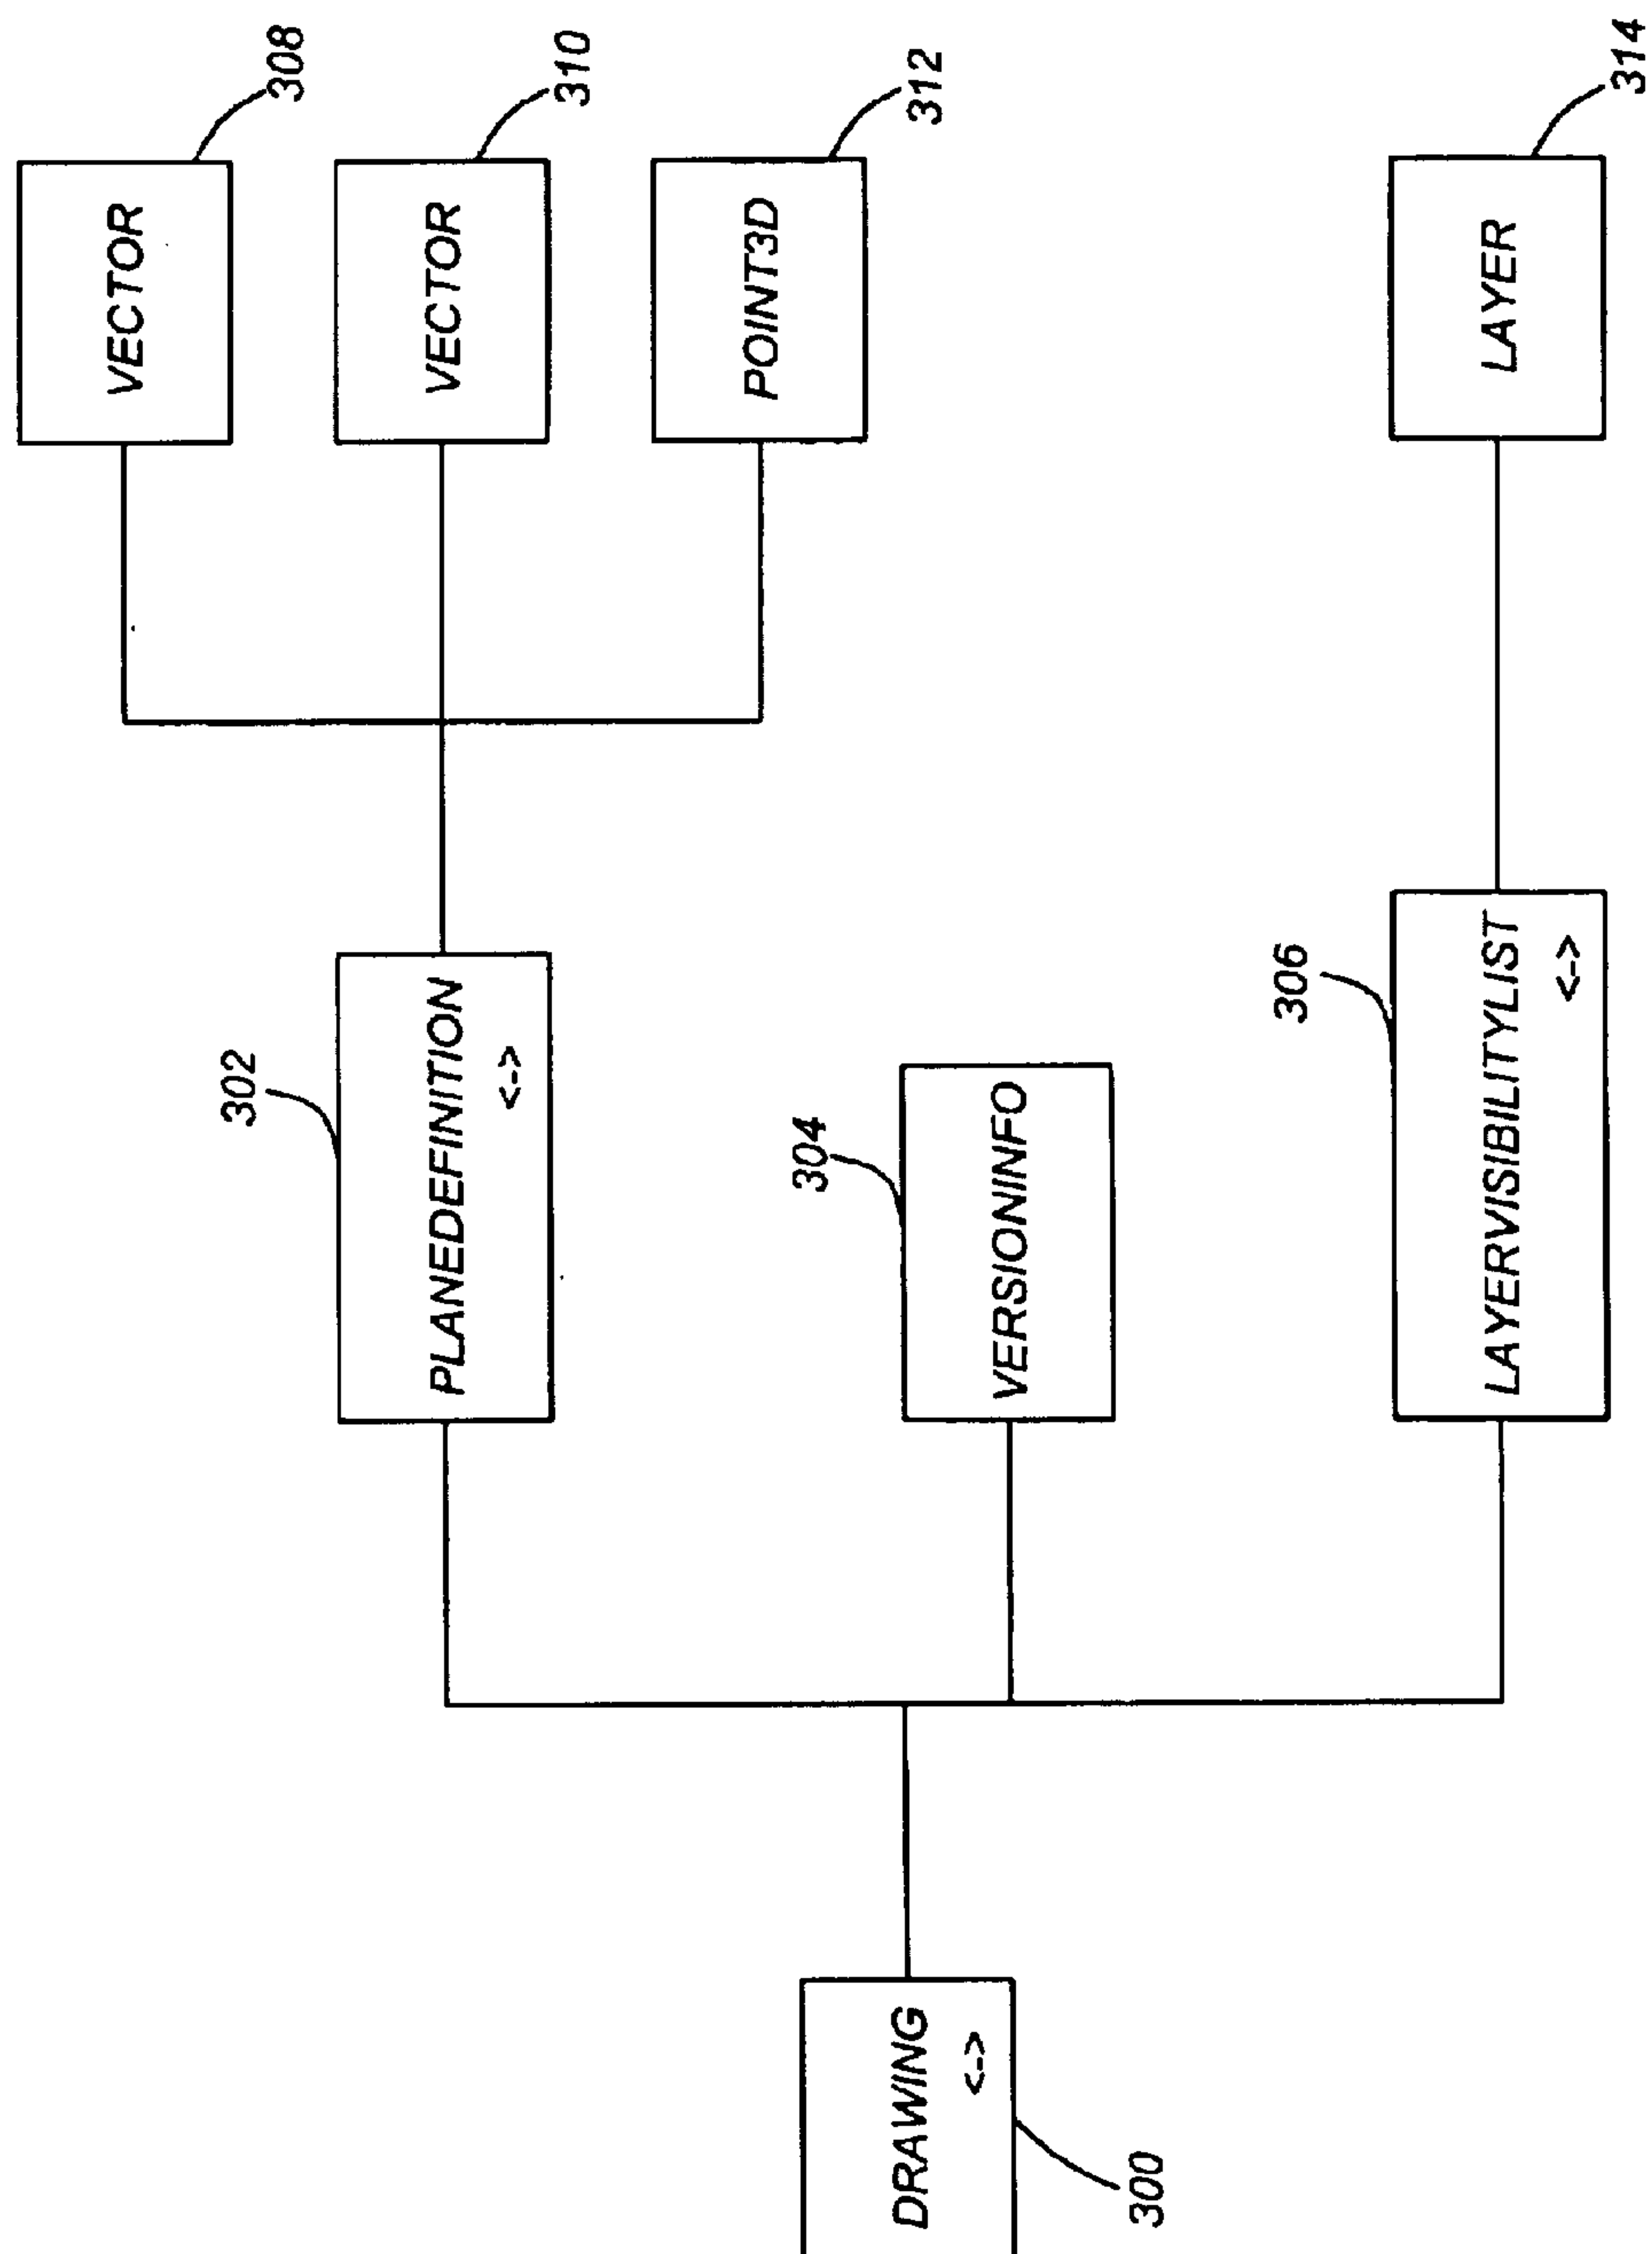 DRAWING
<->
300
PLANEDEFINITION
<->
302
VERSIONINFO
304
LAYERVISIBILITYLIST
<->
306
VECTOR
308
VECTOR
310
POINT3D
312
LAYER
314